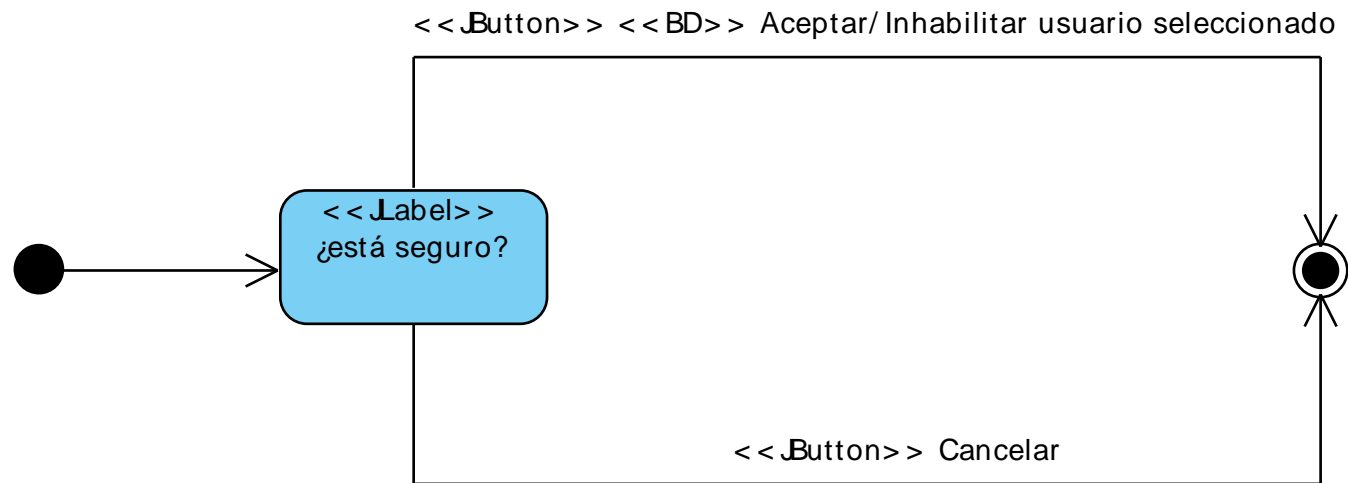 <<JButton>> <<BD>> Aceptar/Inhabilitar usuario seleccionado
<<JLabel>>
¿está seguro?
<<JButton>> Cancelar